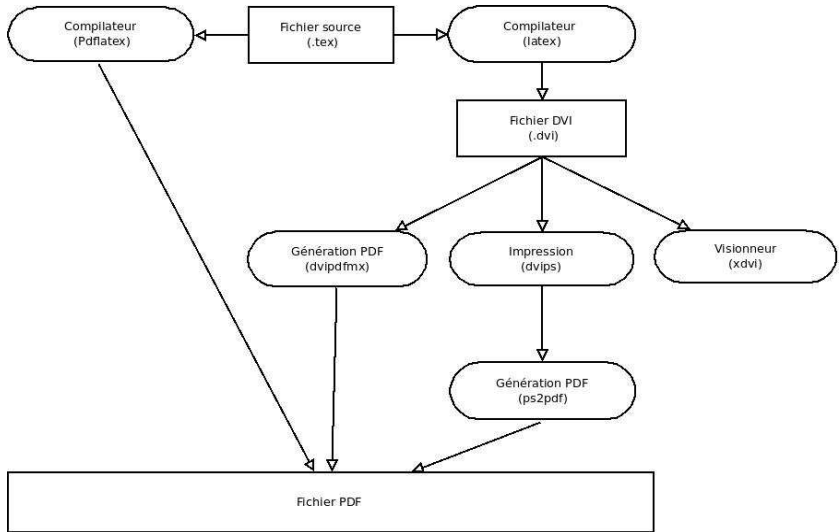 Compilateur
(Pdflatex)
Fichier source
(.tex)
Compilateur
(latex)
Fichier DVI
(.dvi)
Génération PDF
(dvipdfmx)
Impression
(dvips)
Visionneur
(xdvi)
Génération PDF
(ps2pdf)
Fichier PDF